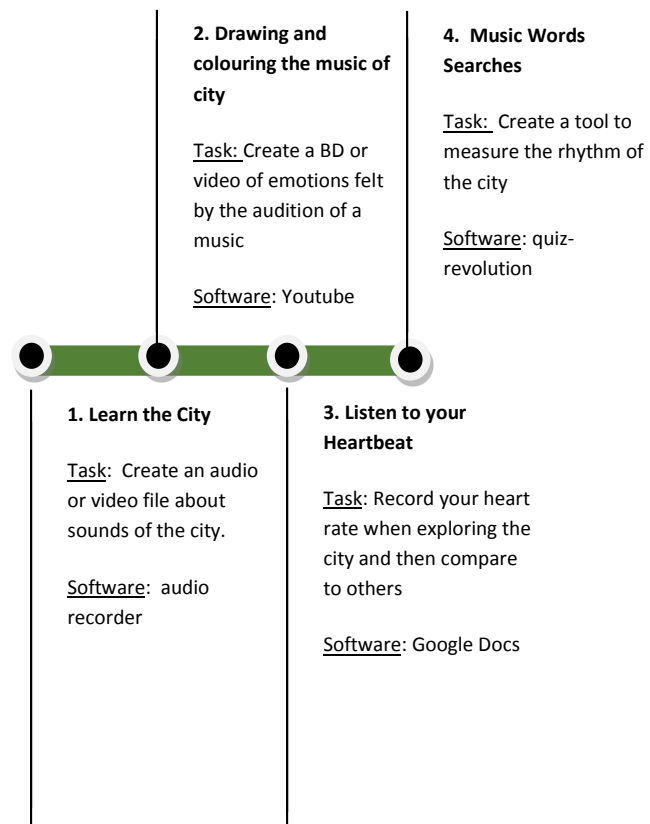 2. Drawing and
colouring the music of
city
Task: Create a BD or
video of emotions felt
by the audition of a
music
Software: Youtube
4. Music Words
Searches
Task: Create a tool to
measure the rhythm of
the city
Software: quiz-
revolution
1. Learn the City
Task: Create an audio
or video file about
sounds of the city.
Software: audio
recorder
3. Listen to your
Heartbeat
Task: Record your heart
rate when exploring the
city and then compare
to others
Software: Google Docs